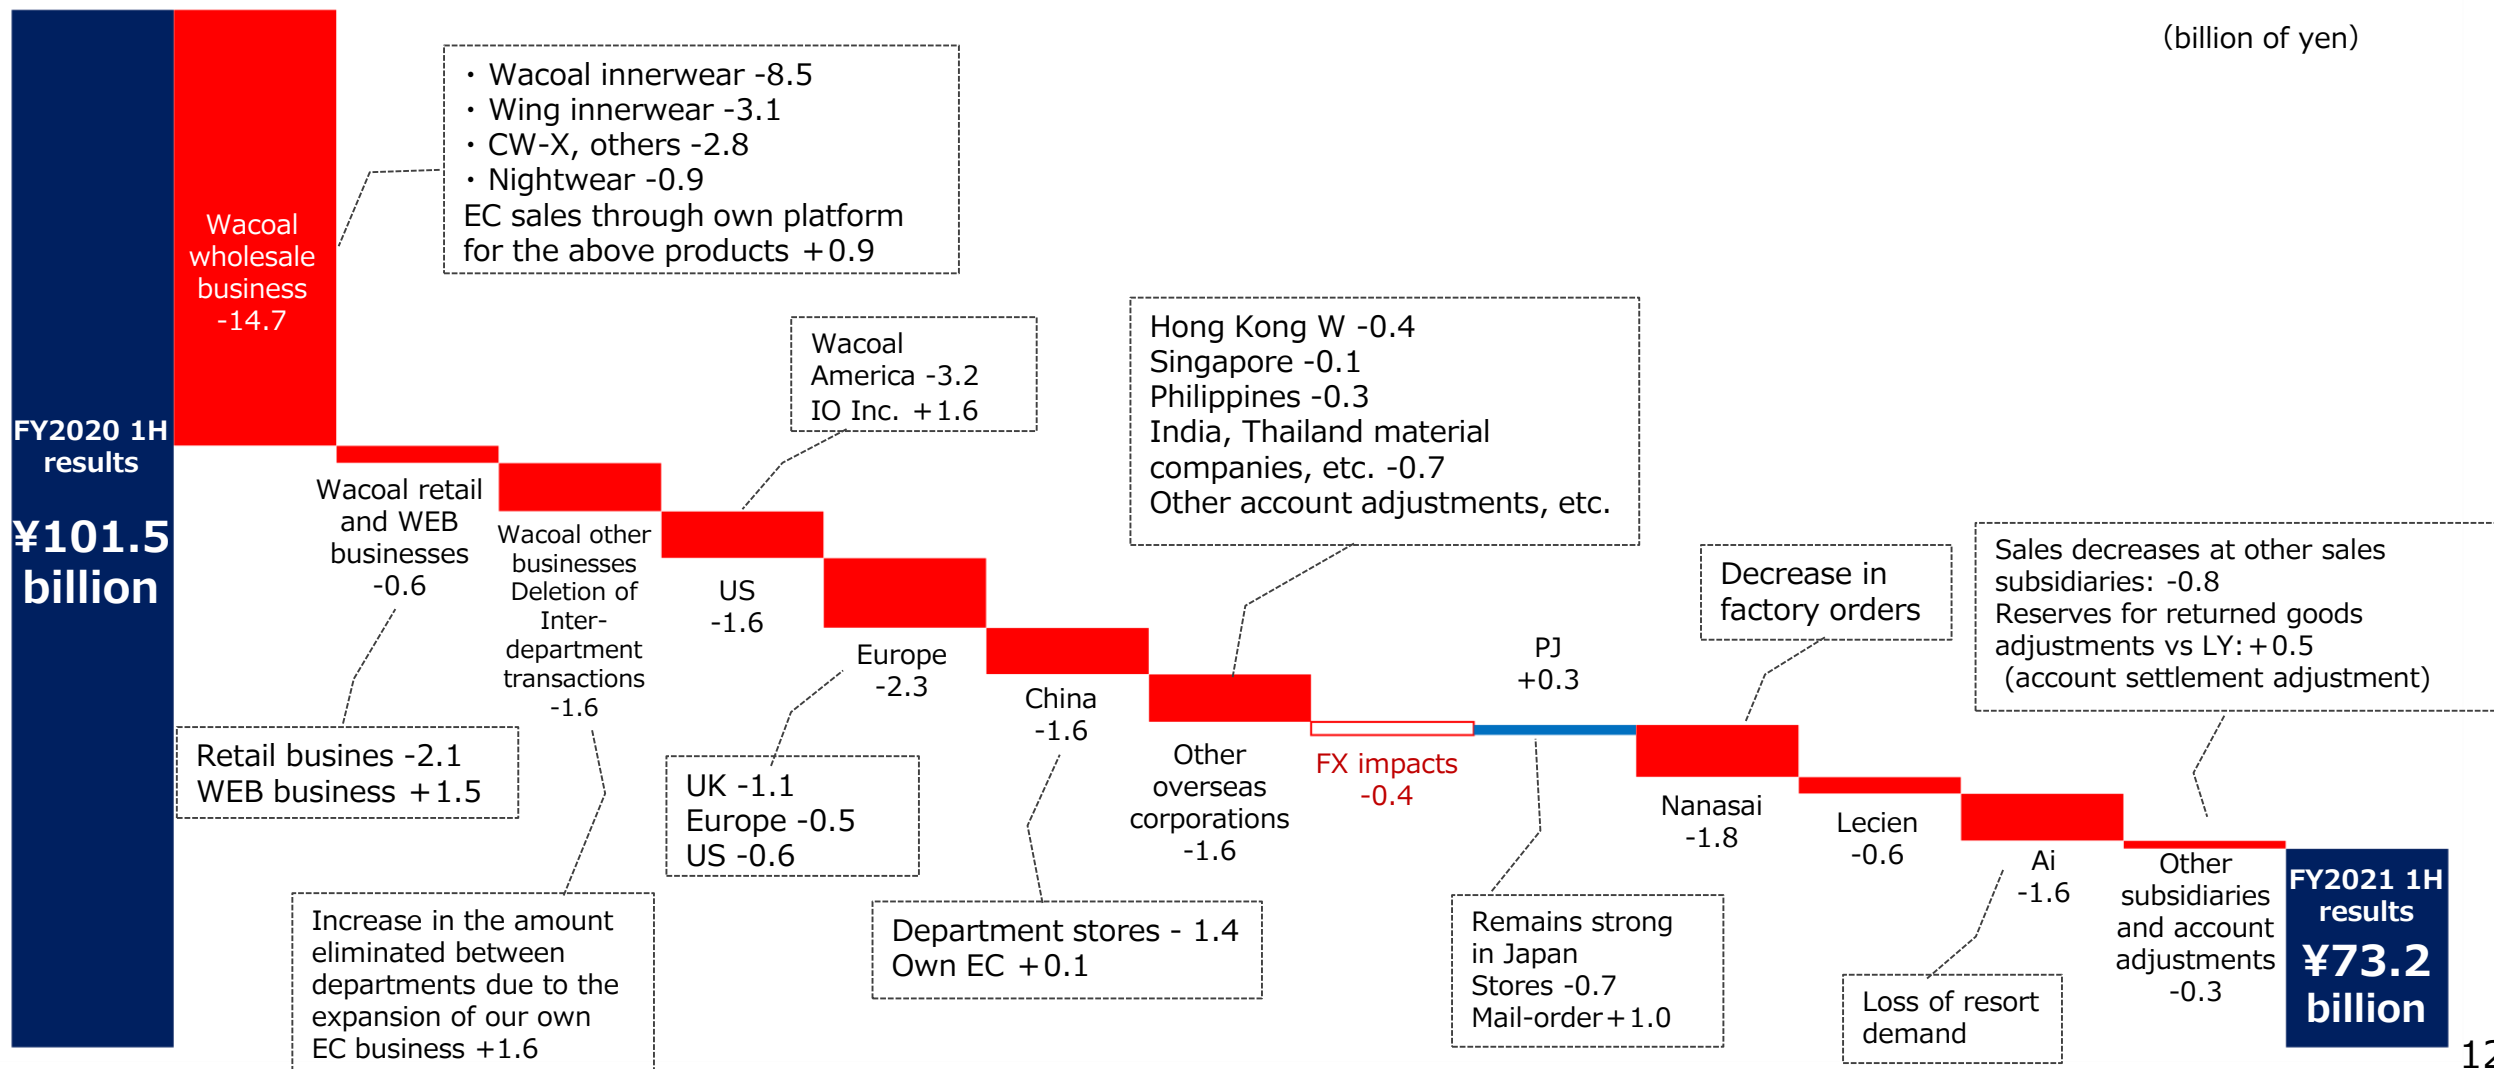 (billion of yen)
FY2020 1H
results
¥101.5
billion
Wacoal
wholesale
business
-14.7
・ Wacoal innerwear -8.5
・ Wing innerwear -3.1
・ CW-X, others -2.8
・ Nightwear -0.9
EC sales through own platform
for the above products +0.9
Wacoal retail
and WEB
businesses
-0.6
Retail busines -2.1
WEB business +1.5
Wacoal other
businesses
Deletion of
Inter-
department
transactions
-1.6
Increase in the amount
eliminated between
departments due to the
expansion of our own
EC business +1.6
Wacoal
America -3.2
IO Inc. +1.6
US
-1.6
Europe
-2.3
UK -1.1
Europe -0.5
US -0.6
China
-1.6
Department stores - 1.4
Own EC +0.1
Hong Kong W -0.4
Singapore -0.1
Philippines -0.3
India, Thailand material
companies, etc. -0.7
Other account adjustments, etc.
Other
overseas
corporations
-1.6
FX impacts
-0.4
PJ
+0.3
Remains strong
in Japan
Stores -0.7
Mail-order+1.0
Decrease in
factory orders
Nanasai
-1.8
Lecien
-0.6
Ai
-1.6
Loss of resort
demand
Sales decreases at other sales
subsidiaries: -0.8
Reserves for returned goods
adjustments vs LY:+0.5
(account settlement adjustment)
Other
subsidiaries
and account
adjustments
-0.3
FY2021 1H
results
¥73.2
billion
12